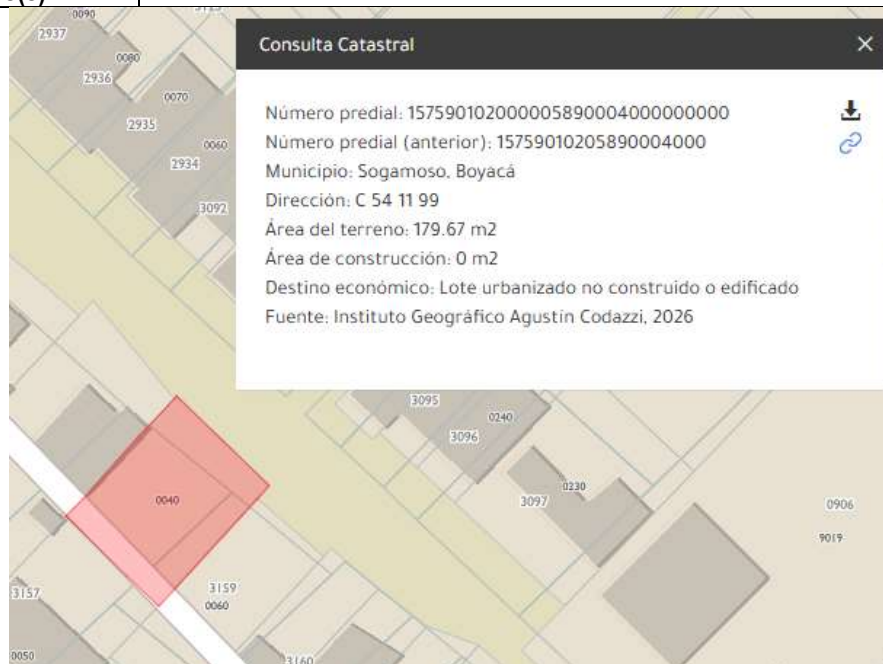 0090
2937
0080
2936
0070
2935
0060
2934
3092
Consulta Catastral
Número predial: 157590102000005890004000000000
Número predial (anterior): 15759010205890004000
Municipio: Sogamoso, Boyacá
Dirección: C 54 11 99
Área del terreno: 179.67 m2
Área de construcción: 0 m2
Destino económico: Lote urbanizado no construido o edificado
Fuente: Instituto Geográfico Agustín Codazzi, 2026
3095
0240
3096
0230
3097
0906
9019
0040
3159
0060
3157
0050
3160